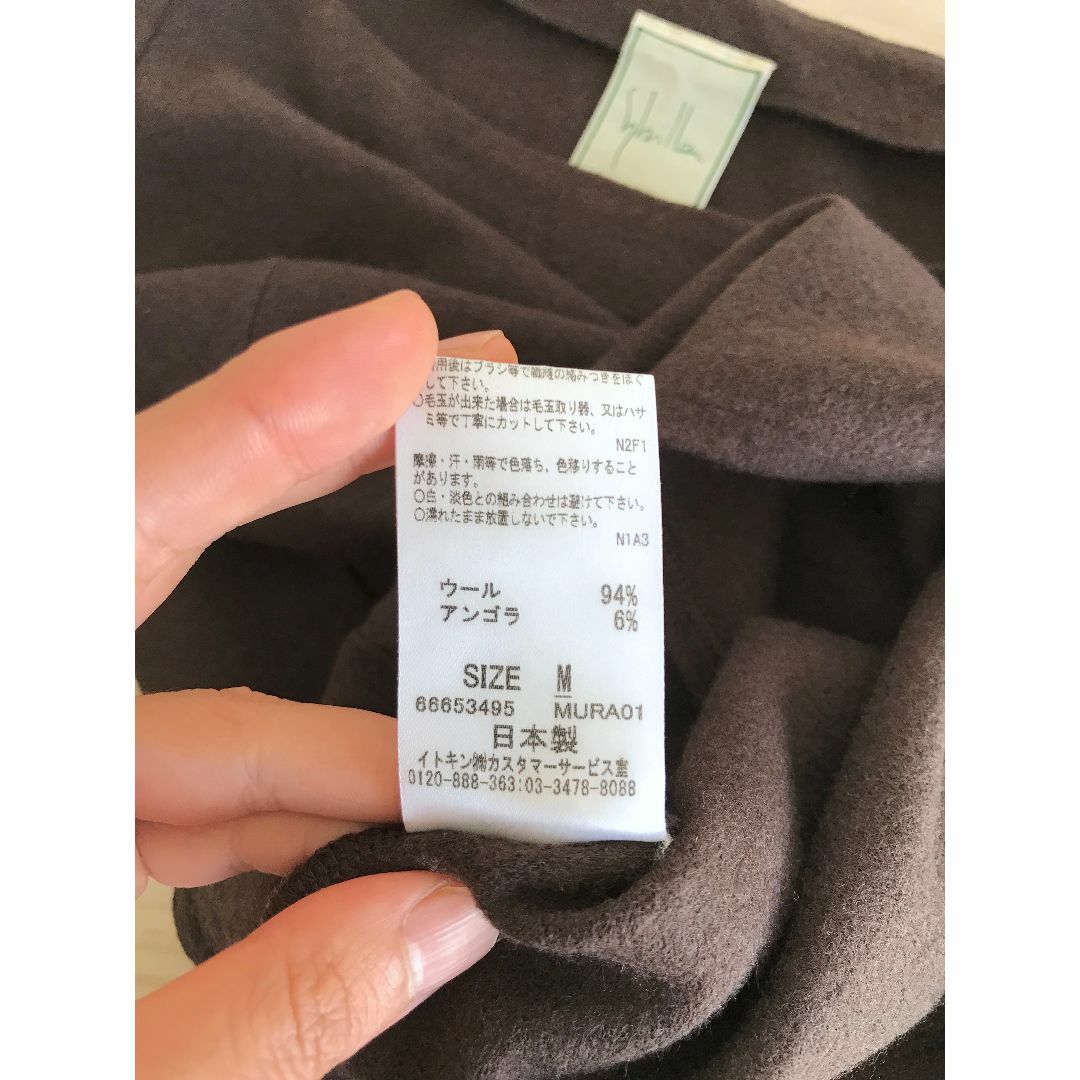 Sybilla
用後はブラシ等で繊維の絡みつきをほぐ
して下さい。
○毛玉が出来た場合は毛玉取り器、又はハサ
ミ等で丁寧にカットして下さい。
N2F1
摩擦・汗・雨等で色落ち、色移りすること
があります。
○白・淡色との組み合わせは避けて下さい。
○濡れたまま放置しないで下さい。
N1A3
ウール 94%
アンゴラ 6%
SIZE M
66653495 MURA01
日本製
イトキン㈱カスタマーサービス室
0120-888-363:03-3478-8088